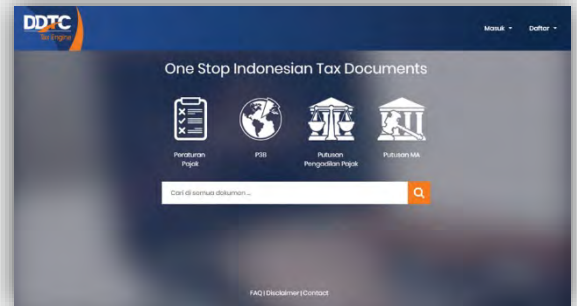 DDTC
Tax Engine
Masuk
Daftar
One Stop Indonesian Tax Documents
Peraturan
Pajak
P3B
Putusan
Pengadilan Pajak
Putusan MA
Cari di semua dokumen ...
FAQ | Disclaimer | Contact